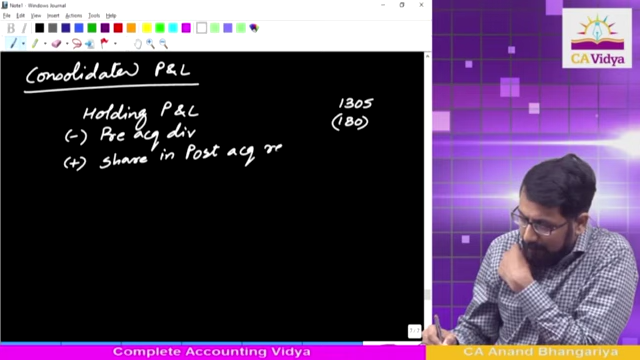 Note1 - Windows Journal
File Edit View Insert Actions Tools Help
Consolidated P&L
Holding P&L 1305
(-) Pre acq div (180)
(+) Share in Post acq re
CA Vidya
Complete Accounting Vidya
CA Anand Bhangariya